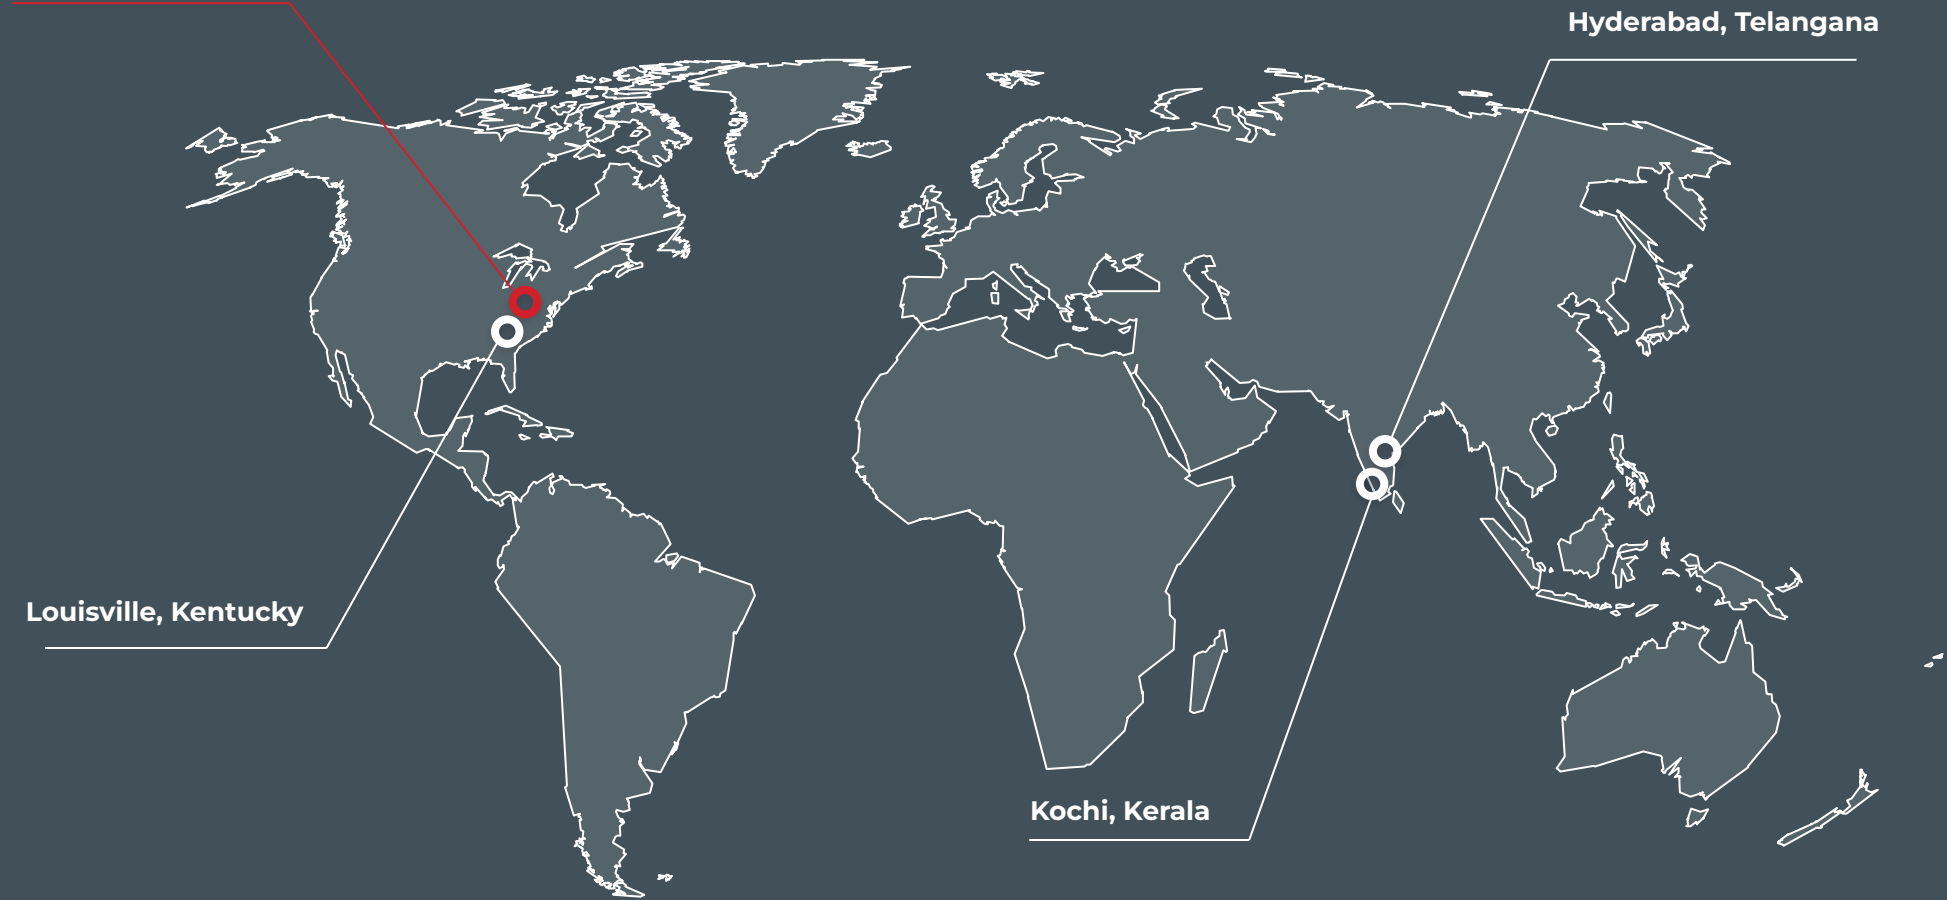 Hyderabad, Telangana
Louisville, Kentucky
Kochi, Kerala